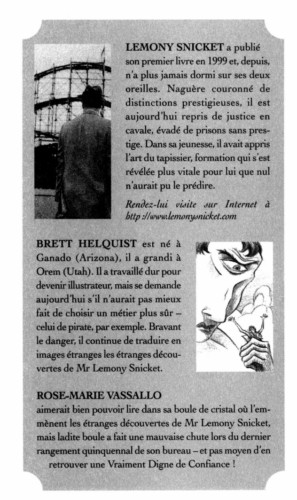 LEMONY SNICKET a publié
son premier livre en 1999 et, depuis,
n'a plus jamais dormi sur ses deux
oreilles. Naguère couronné de
distinctions prestigieuses, il est
aujourd'hui repris de justice en
cavale, évadé de prisons sans pres-
tige. Dans sa jeunesse, il avait appris
l'art du tapissier, formation qui s'est
révélée plus vitale pour lui que nul
n'aurait pu le prédire.
Rendez-lui visite sur Internet à
http://www.lemonysnicket.com
BRETT HELQUIST est né à
Ganado (Arizona), il a grandi à
Orem (Utah). Il a travaillé dur pour
devenir illustrateur, mais se demande
aujourd'hui s'il n'aurait pas mieux
fait de choisir un métier plus sûr –
celui de pirate, par exemple. Bravant
le danger, il continue de traduire en
images étranges les étranges décou-
vertes de Mr Lemony Snicket.
ROSE-MARIE VASSALLO
aimerait bien pouvoir lire dans sa boule de cristal où l'em-
mènent les étranges découvertes de Mr Lemony Snicket,
mais ladite boule a fait une mauvaise chute lors du dernier
rangement quinquennal de son bureau – et pas moyen d'en
retrouver une Vraiment Digne de Confiance !